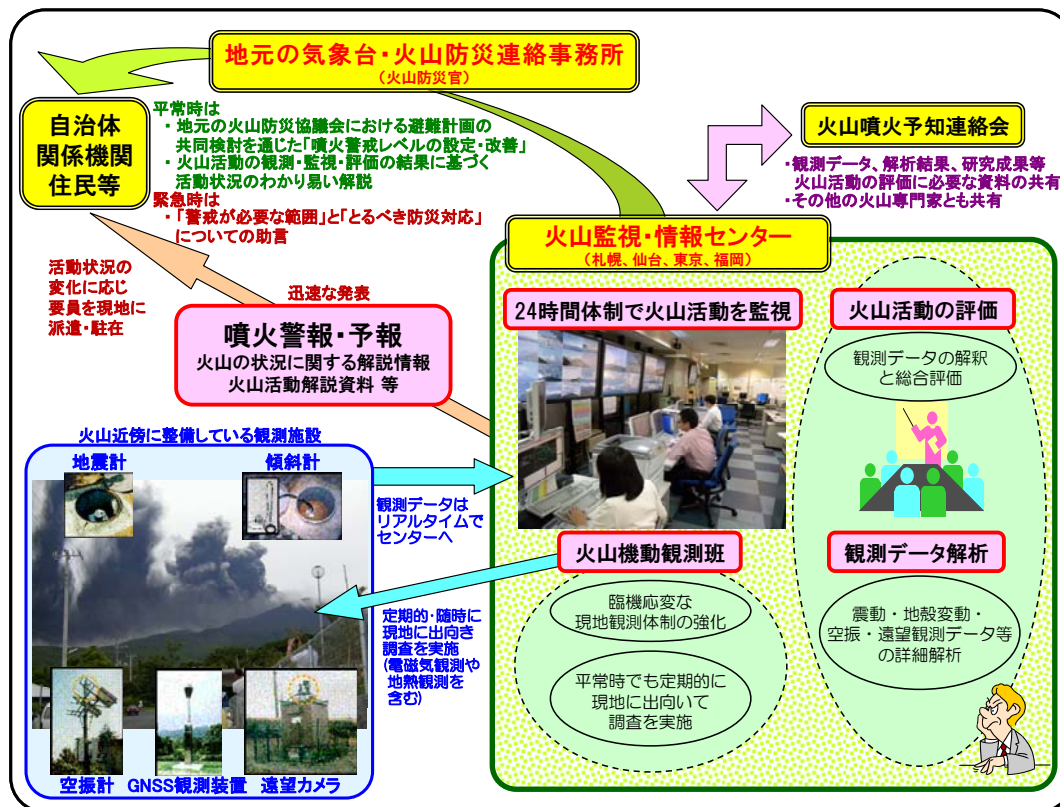 地元の気象台・火山防災連絡事務所
（火山防災官）
自治体
関係機関
住民等
平常時は
・地元の火山防災協議会における避難計画の
共同検討を通じた「噴火警戒レベルの設定・改善」
・火山活動の観測・監視・評価の結果に基づく
活動状況のわかり易い解説
緊急時は
・「警戒が必要な範囲」と「とるべき防災対応」
についての助言
火山噴火予知連絡会
・観測データ、解析結果、研究成果等
火山活動の評価に必要な資料の共有
・その他の火山専門家とも共有
火山監視・情報センター
（札幌、仙台、東京、福岡）
活動状況の
変化に応じ
要員を現地に
派遣・駐在
迅速な発表
噴火警報・予報
火山の状況に関する解説情報
火山活動解説資料 等
24時間体制で火山活動を監視
火山活動の評価
観測データの解釈
と総合評価
火山近傍に整備している観測施設
地震計
傾斜計
観測データは
リアルタイムで
センターへ
火山機動観測班
臨機応変な
現地観測体制の強化
平常時でも定期的に
現地に出向いて
調査を実施
観測データ解析
震動・地殻変動・
空振・遠望観測データ等
の詳細解析
定期的・随時に
現地に出向き
調査を実施
（電磁気観測や
地熱観測を
含む）
空振計
GNSS観測装置
遠望カメラ